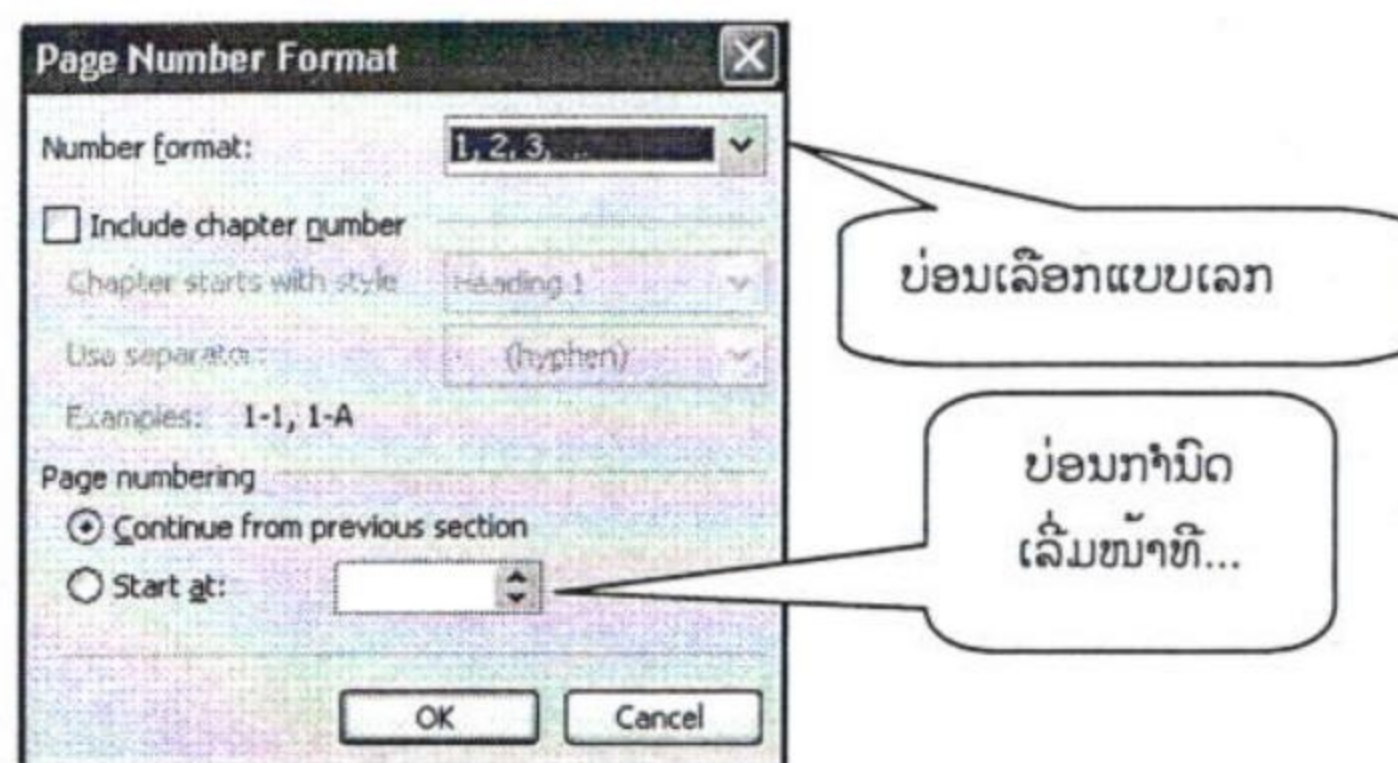 Page Number Format
Number format: 1, 2, 3, ...
Include chapter number
Chapter starts with style Heading 1
Use separator: - (hyphen)
Examples: 1-1, 1-A
Page numbering
Continue from previous section
Start at:
OK Cancel
ບ່ອນເລືອກແບບເລກ
ບ່ອນກຳນົດ
ເລີ່ມໜ້າທີ...